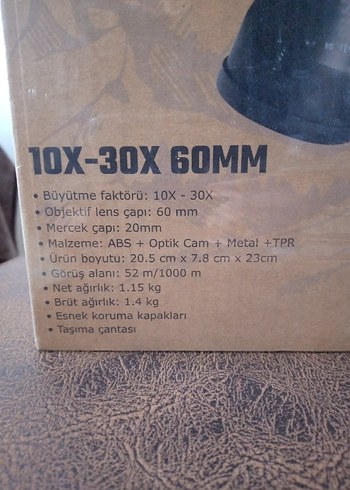 10X-30X 60MM
• Büyütme faktörü: 10X - 30X
• Objektif lens çapı: 60 mm
• Mercek çapı: 20mm
• Malzeme: ABS + Optik Cam + Metal +TPR
• Ürün boyutu: 20.5 cm x 7.8 cm x 23cm
• Görüş alanı: 52 m/1000 m
• Net ağırlık: 1.15 kg
• Brüt ağırlık: 1.4 kg
• Esnek koruma kapakları
• Taşıma çantası